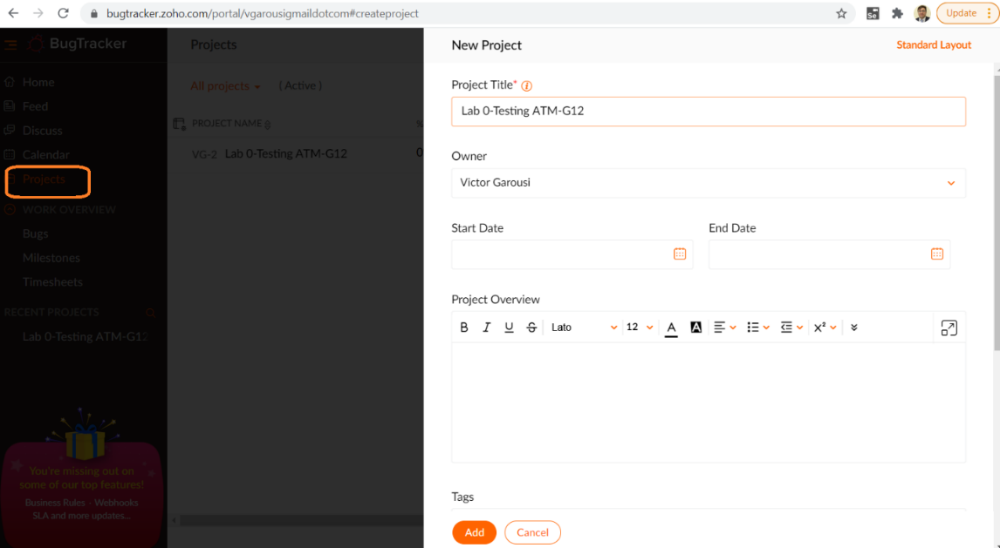 bugtracker.zoho.com/portal/vgarousigmaildotcom#createproject
Update
BugTracker
Home
Feed
Discuss
Calendar
Projects
WORK OVERVIEW
Bugs
Milestones
Timesheets
RECENT PROJECTS
Lab 0-Testing ATM-G12
You're missing out on
some of our top features!
Business Rules - Webhooks
SLA and more updates...
Projects
All projects
( Active )
PROJECT NAME
%
VG-2 Lab 0-Testing ATM-G12
New Project
Standard Layout
Project Title*
Lab 0-Testing ATM-G12
Owner
Victor Garousi
Start Date
End Date
Project Overview
B I U S Lato 12 A A X²
Tags
Add
Cancel